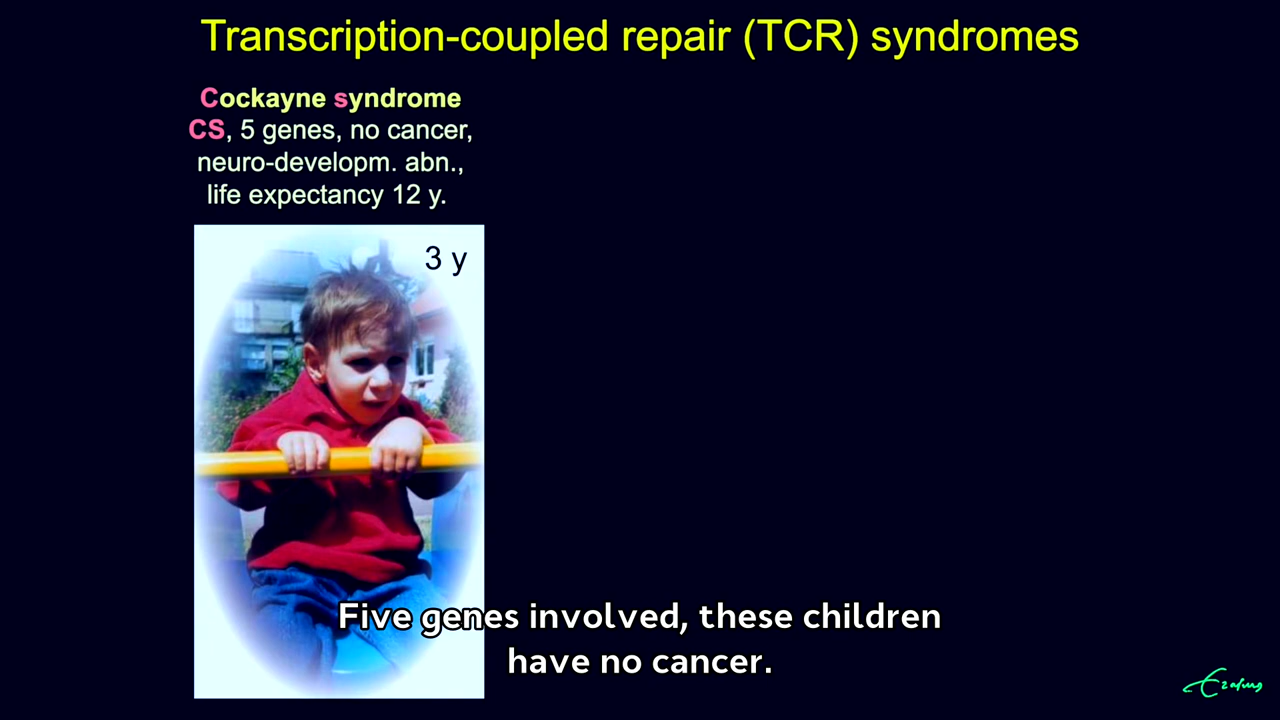 Transcription-coupled repair (TCR) syndromes
Cockayne syndrome
CS, 5 genes, no cancer,
neuro-developm. abn.,
life expectancy 12 y.
3 y
Five genes involved, these children
have no cancer.
Erasmus